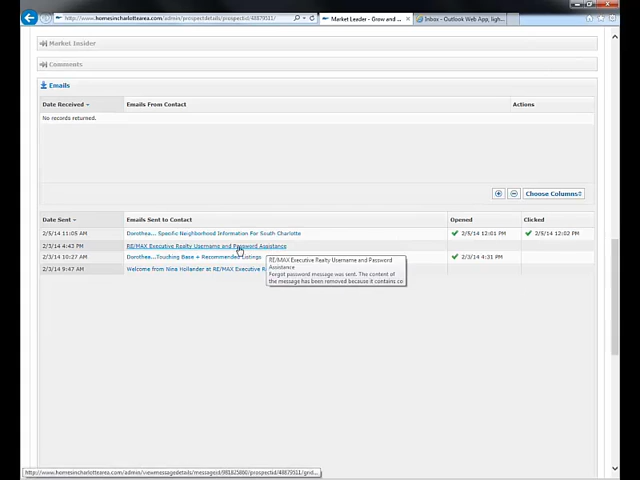 http://www.homesincharlottearea.com/admin/prospectdetails/prospectid/48879511/
Market Leader - Grow and ...
Inbox - Outlook Web App, ligh...
Market Insider
Comments
Emails
Date Received
Emails From Contact
Actions
No records returned.
Choose Columns
Date Sent
Emails Sent to Contact
Opened
Clicked
2/5/14 11:05 AM
Dorothea... Specific Neighborhood Information For South Charlotte
2/5/14 12:01 PM
2/5/14 12:02 PM
2/3/14 4:43 PM
RE/MAX Executive Realty Username and Password Assistance
2/3/14 10:27 AM
Dorothea...Touching Base + Recommended Listings
2/3/14 4:31 PM
2/3/14 9:47 AM
Welcome from Nina Hollander at RE/MAX Executive R
RE/MAX Executive Realty Username and Password
Assistance
Forgot password message was sent. The content of
the message has been removed because it contains co
http://www.homesincharlottearea.com/admin/viewmessagedetails/messageid/981825860/prospectid/48879511/grid...